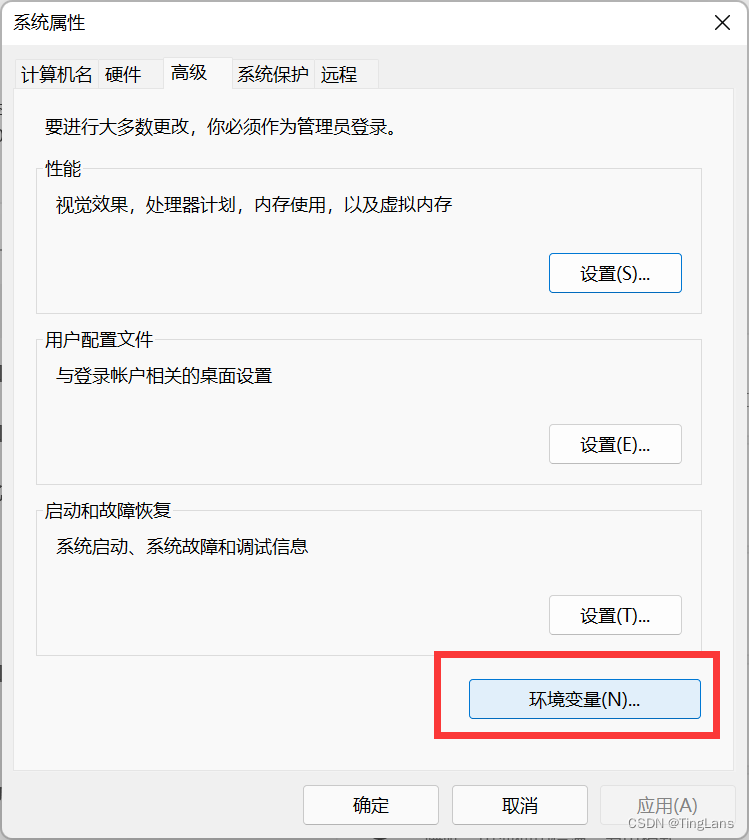 系统属性
计算机名 硬件 高级 系统保护 远程
要进行大多数更改，你必须作为管理员登录。
性能
视觉效果，处理器计划，内存使用，以及虚拟内存
设置(S)...
用户配置文件
与登录帐户相关的桌面设置
设置(E)...
启动和故障恢复
系统启动、系统故障和调试信息
设置(T)...
环境变量(N)...
确定 取消 应用(A)
CSDN @TingLans